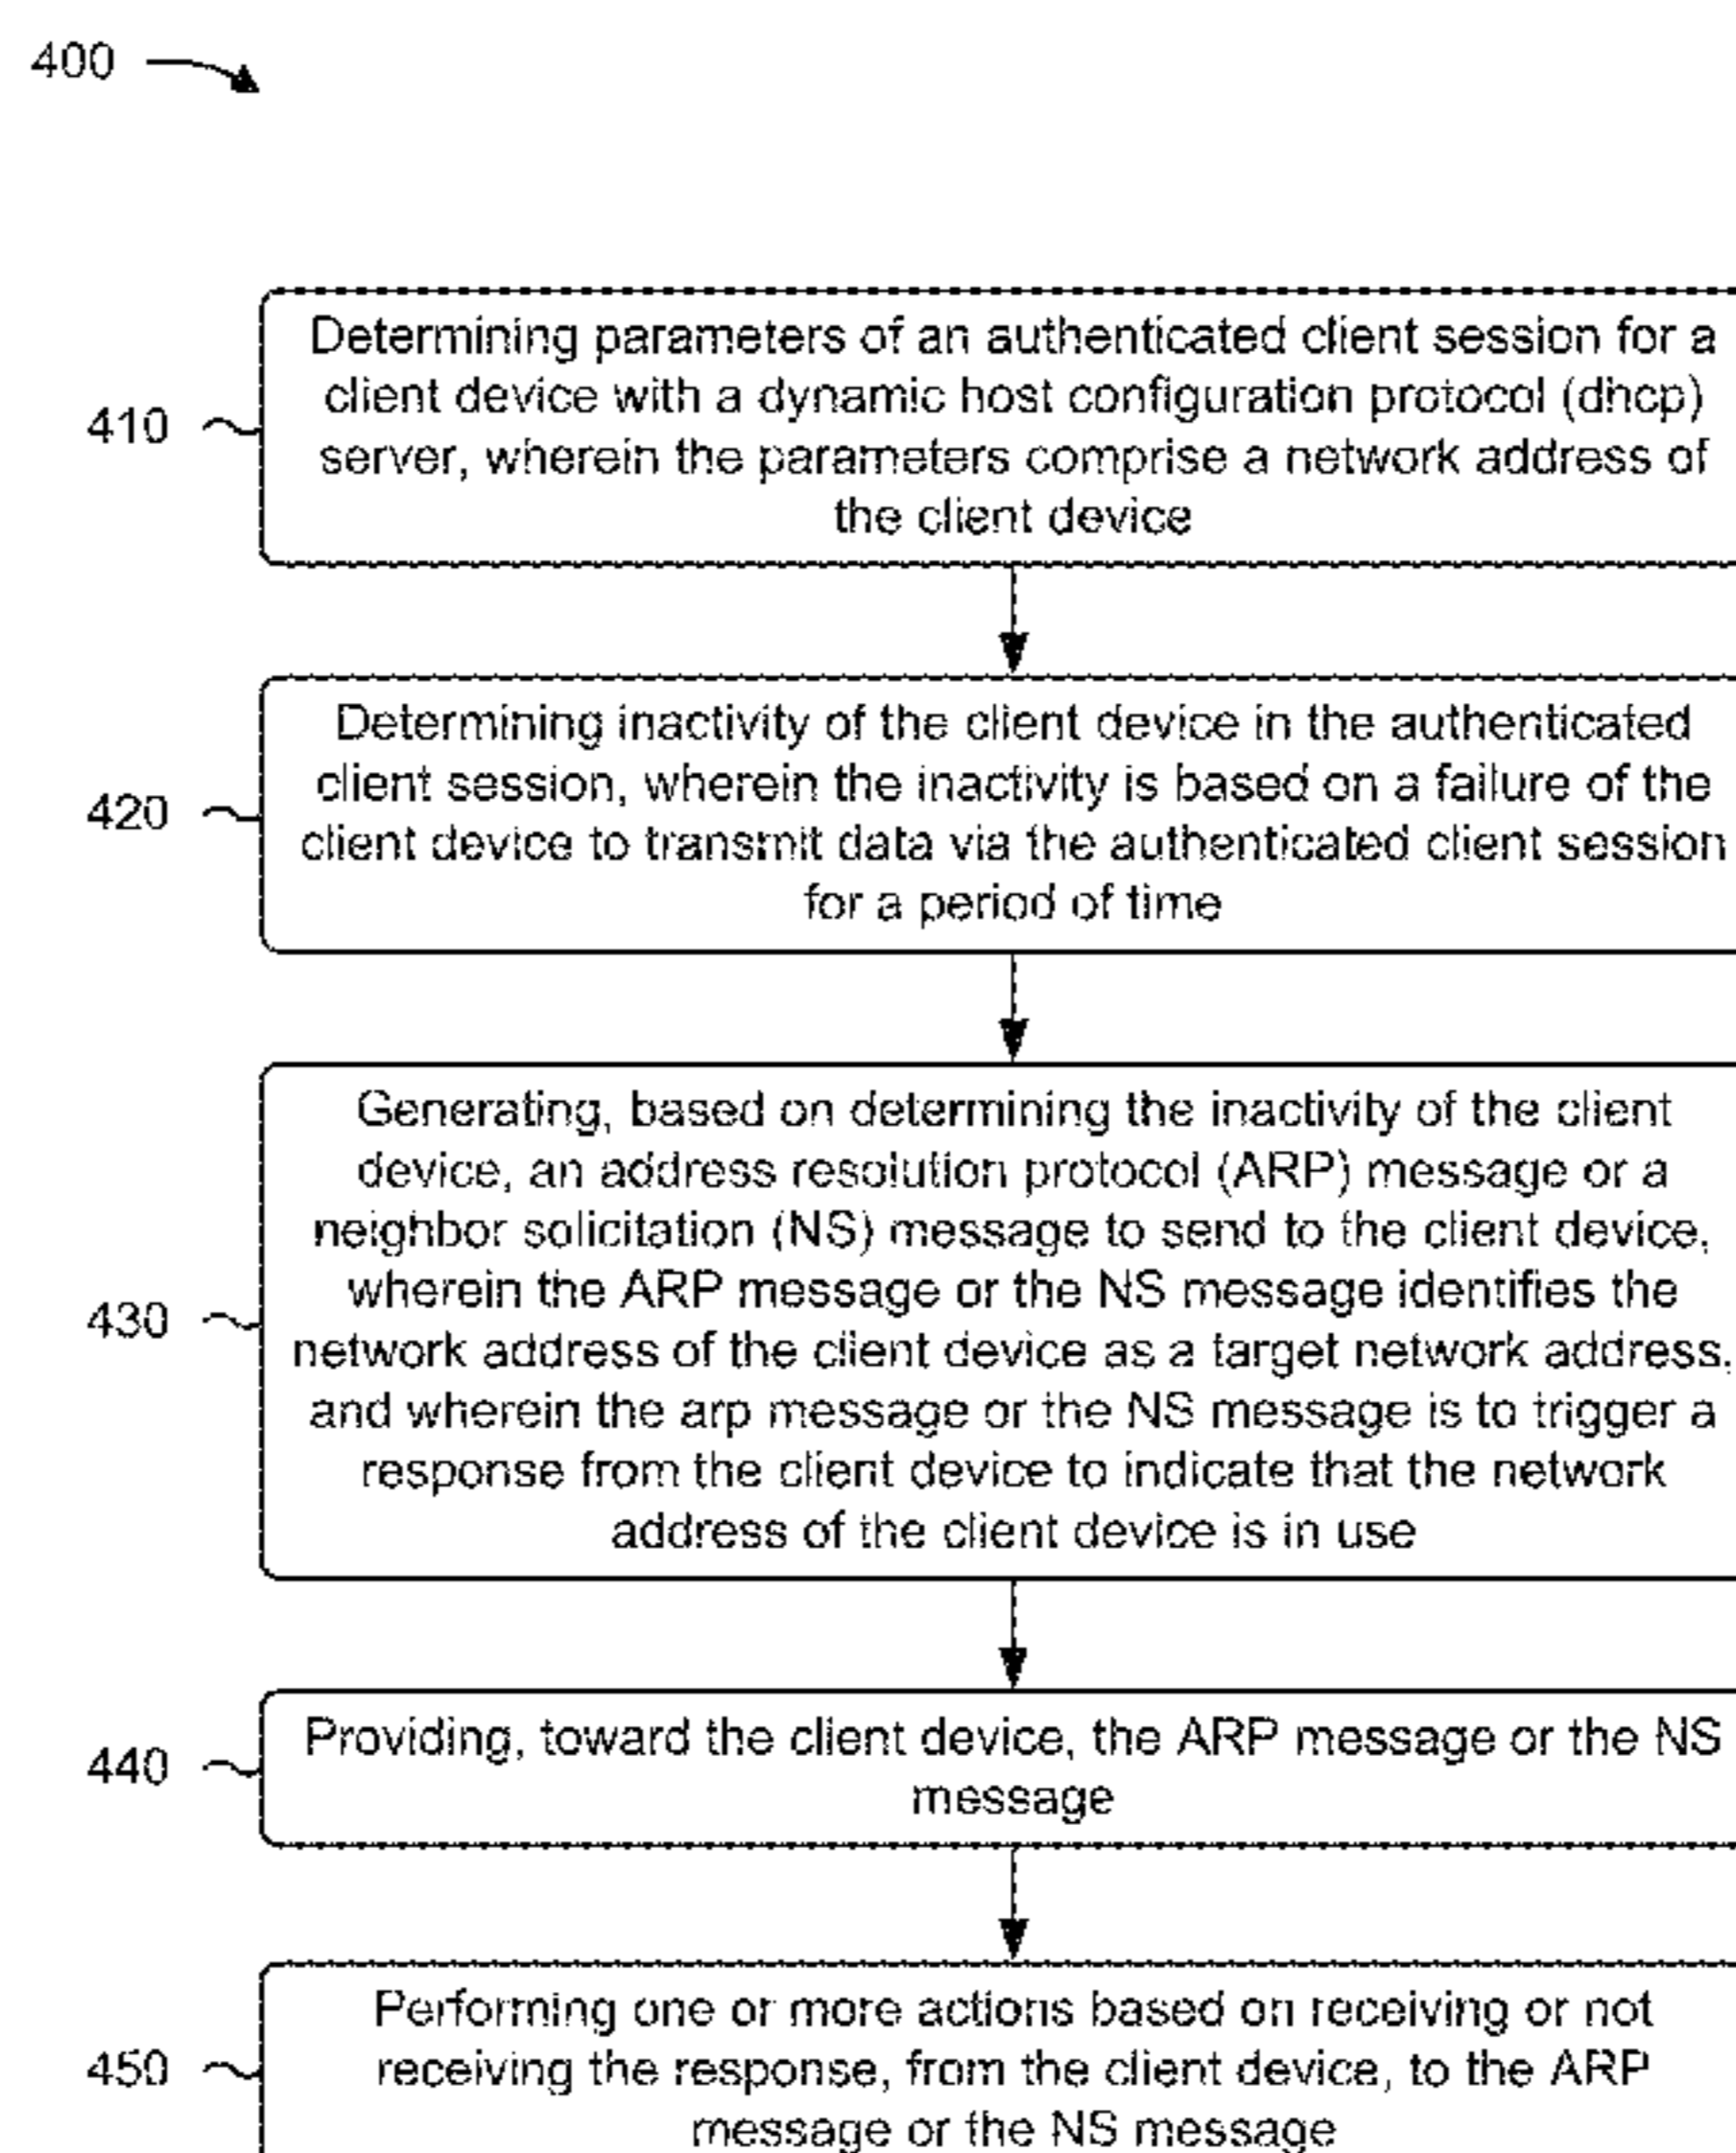 400
Determining parameters of an authenticated client session for a
client device with a dynamic host configuration protocol (dhcp)
server, wherein the parameters comprise a network address of
the client device
410
Determining inactivity of the client device in the authenticated
client session, wherein the inactivity is based on a failure of the
client device to transmit data via the authenticated client session
for a period of time
420
Generating, based on determining the inactivity of the client
device, an address resolution protocol (ARP) message or a
neighbor solicitation (NS) message to send to the client device,
wherein the ARP message or the NS message identifies the
network address of the client device as a target network address,
and wherein the arp message or the NS message is to trigger a
response from the client device to indicate that the network
address of the client device is in use
430
Providing, toward the client device, the ARP message or the NS
message
440
Performing one or more actions based on receiving or not
receiving the response, from the client device, to the ARP
message or the NS message
450